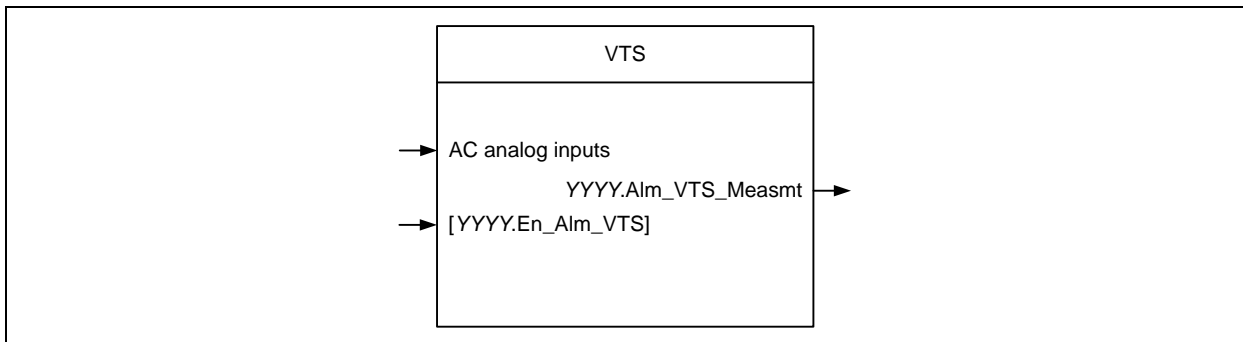 VTS
AC analog inputs
YYYY.Alm_VTS_Measmt
[YYYY.En_Alm_VTS]